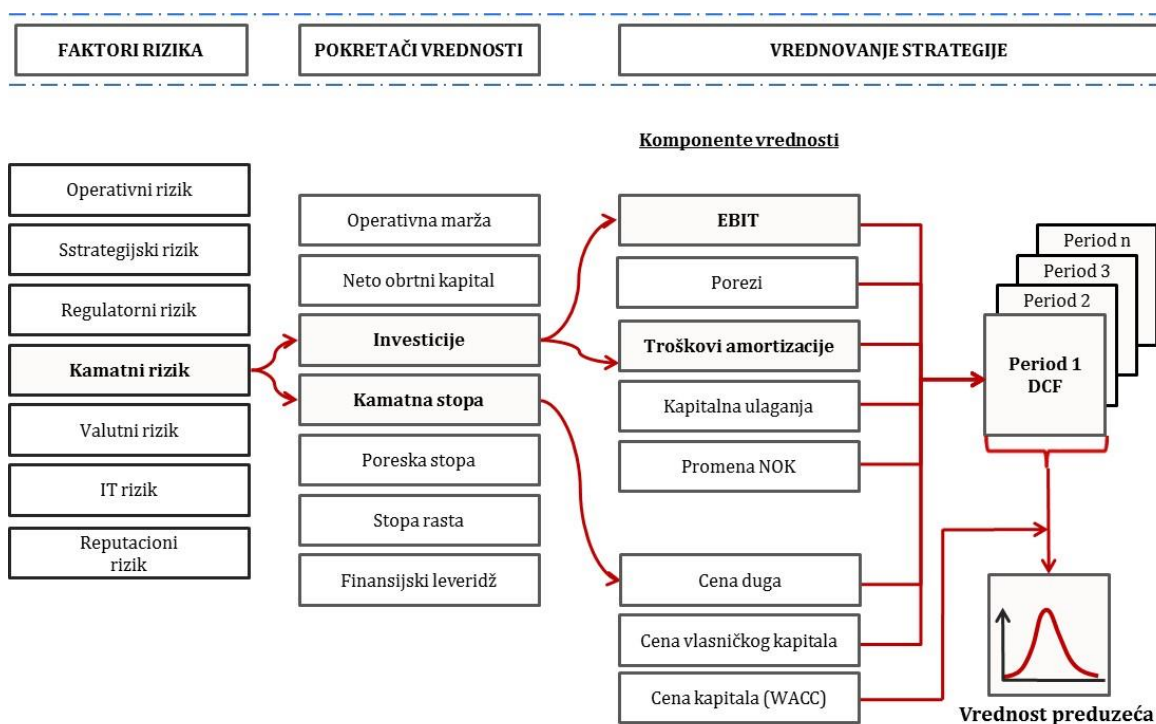 FAKTORI RIZIKA
POKRETAČI VREDNOSTI
VREDNOVANJE STRATEGIJE
Komponente vrednosti
Operativni rizik
Sstrategijski rizik
Regulatorni rizik
Kamatni rizik
Valutni rizik
IT rizik
Reputacioni
rizik
Operativna marža
Neto obrtni kapital
Investicije
Kamatna stopa
Poreska stopa
Stopa rasta
Finansijski leveridž
EBIT
Porezi
Troškovi amortizacije
Kapitalna ulaganja
Promena NOK
Cena duga
Cena vlasničkog kapitala
Cena kapitala (WACC)
Period n
Period 3
Period 2
Period 1
DCF
Vrednost preduzeća